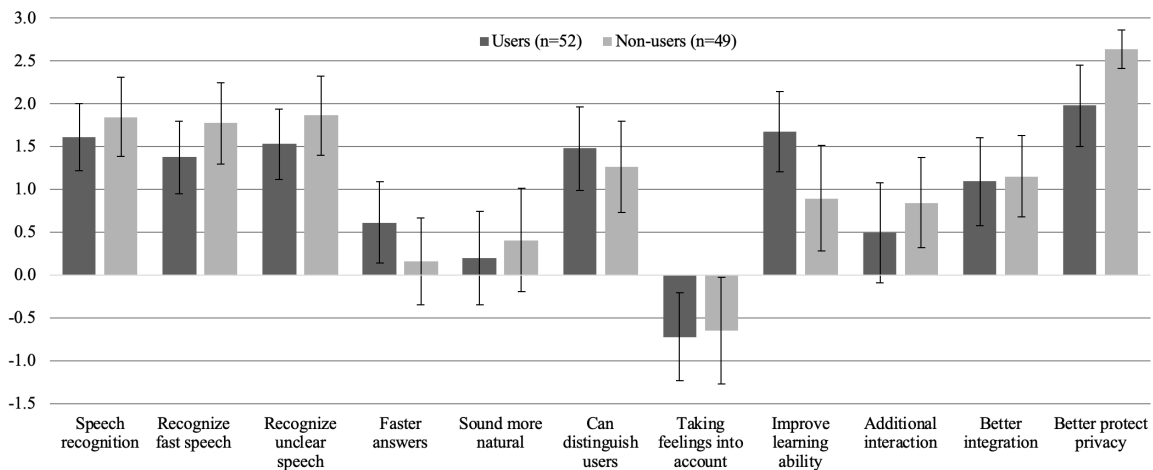 3.0
Users (n=52) Non-users (n=49)
2.5
2.0
1.5
1.0
0.5
0.0
-0.5
-1.0
-1.5
Speech
recognition
Recognize
fast speech
Recognize
unclear
speech
Faster
answers
Sound more
natural
Can
distinguish
users
Taking
feelings into
account
Improve
learning
ability
Additional
interaction
Better
integration
Better protect
privacy